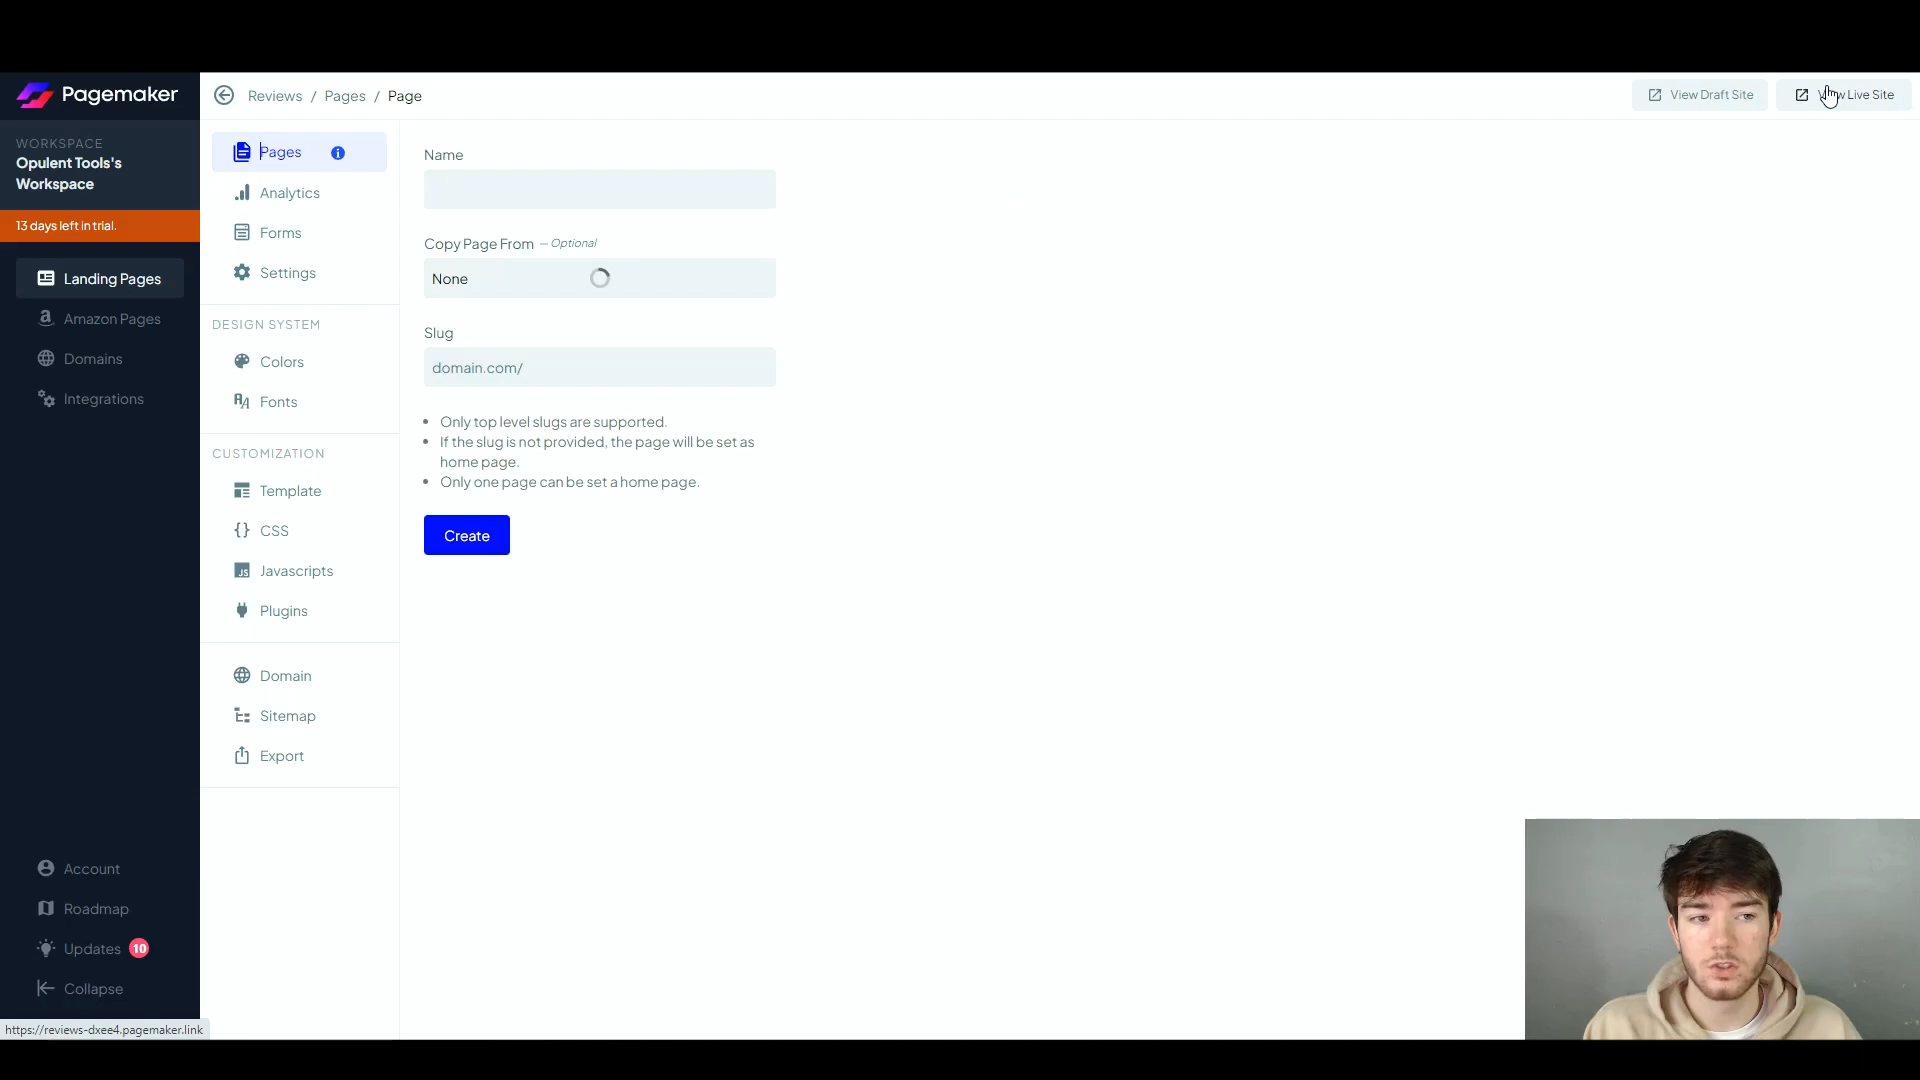 Pagemaker
Reviews / Pages / Page
View Draft Site
Live Site
WORKSPACE
Opulent Tools's
Workspace
13 days left in trial.
Landing Pages
Amazon Pages
Domains
Integrations
Account
Roadmap
Updates 10
Collapse
https://reviews-dxee4.pagemaker.link
Pages
Analytics
Forms
Settings
DESIGN SYSTEM
Colors
Fonts
CUSTOMIZATION
Template
CSS
Javascripts
Plugins
Domain
Sitemap
Export
Name
Copy Page From — Optional
None
Slug
domain.com/
Only top level slugs are supported.
If the slug is not provided, the page will be set as
home page.
Only one page can be set a home page.
Create